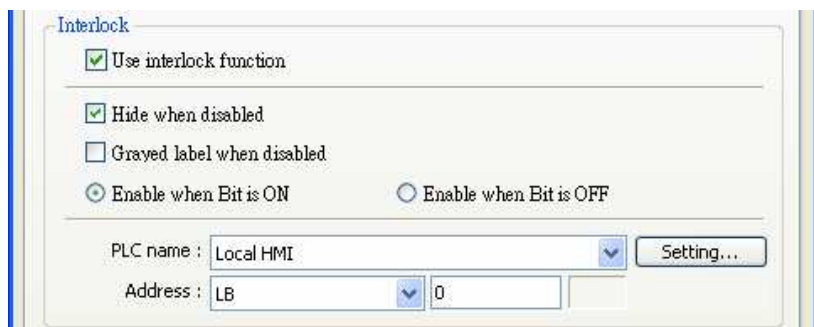 Interlock
Use interlock function
Hide when disabled
Grayed label when disabled
Enable when Bit is ON Enable when Bit is OFF
PLC name : Local HMI Setting...
Address : LB 0